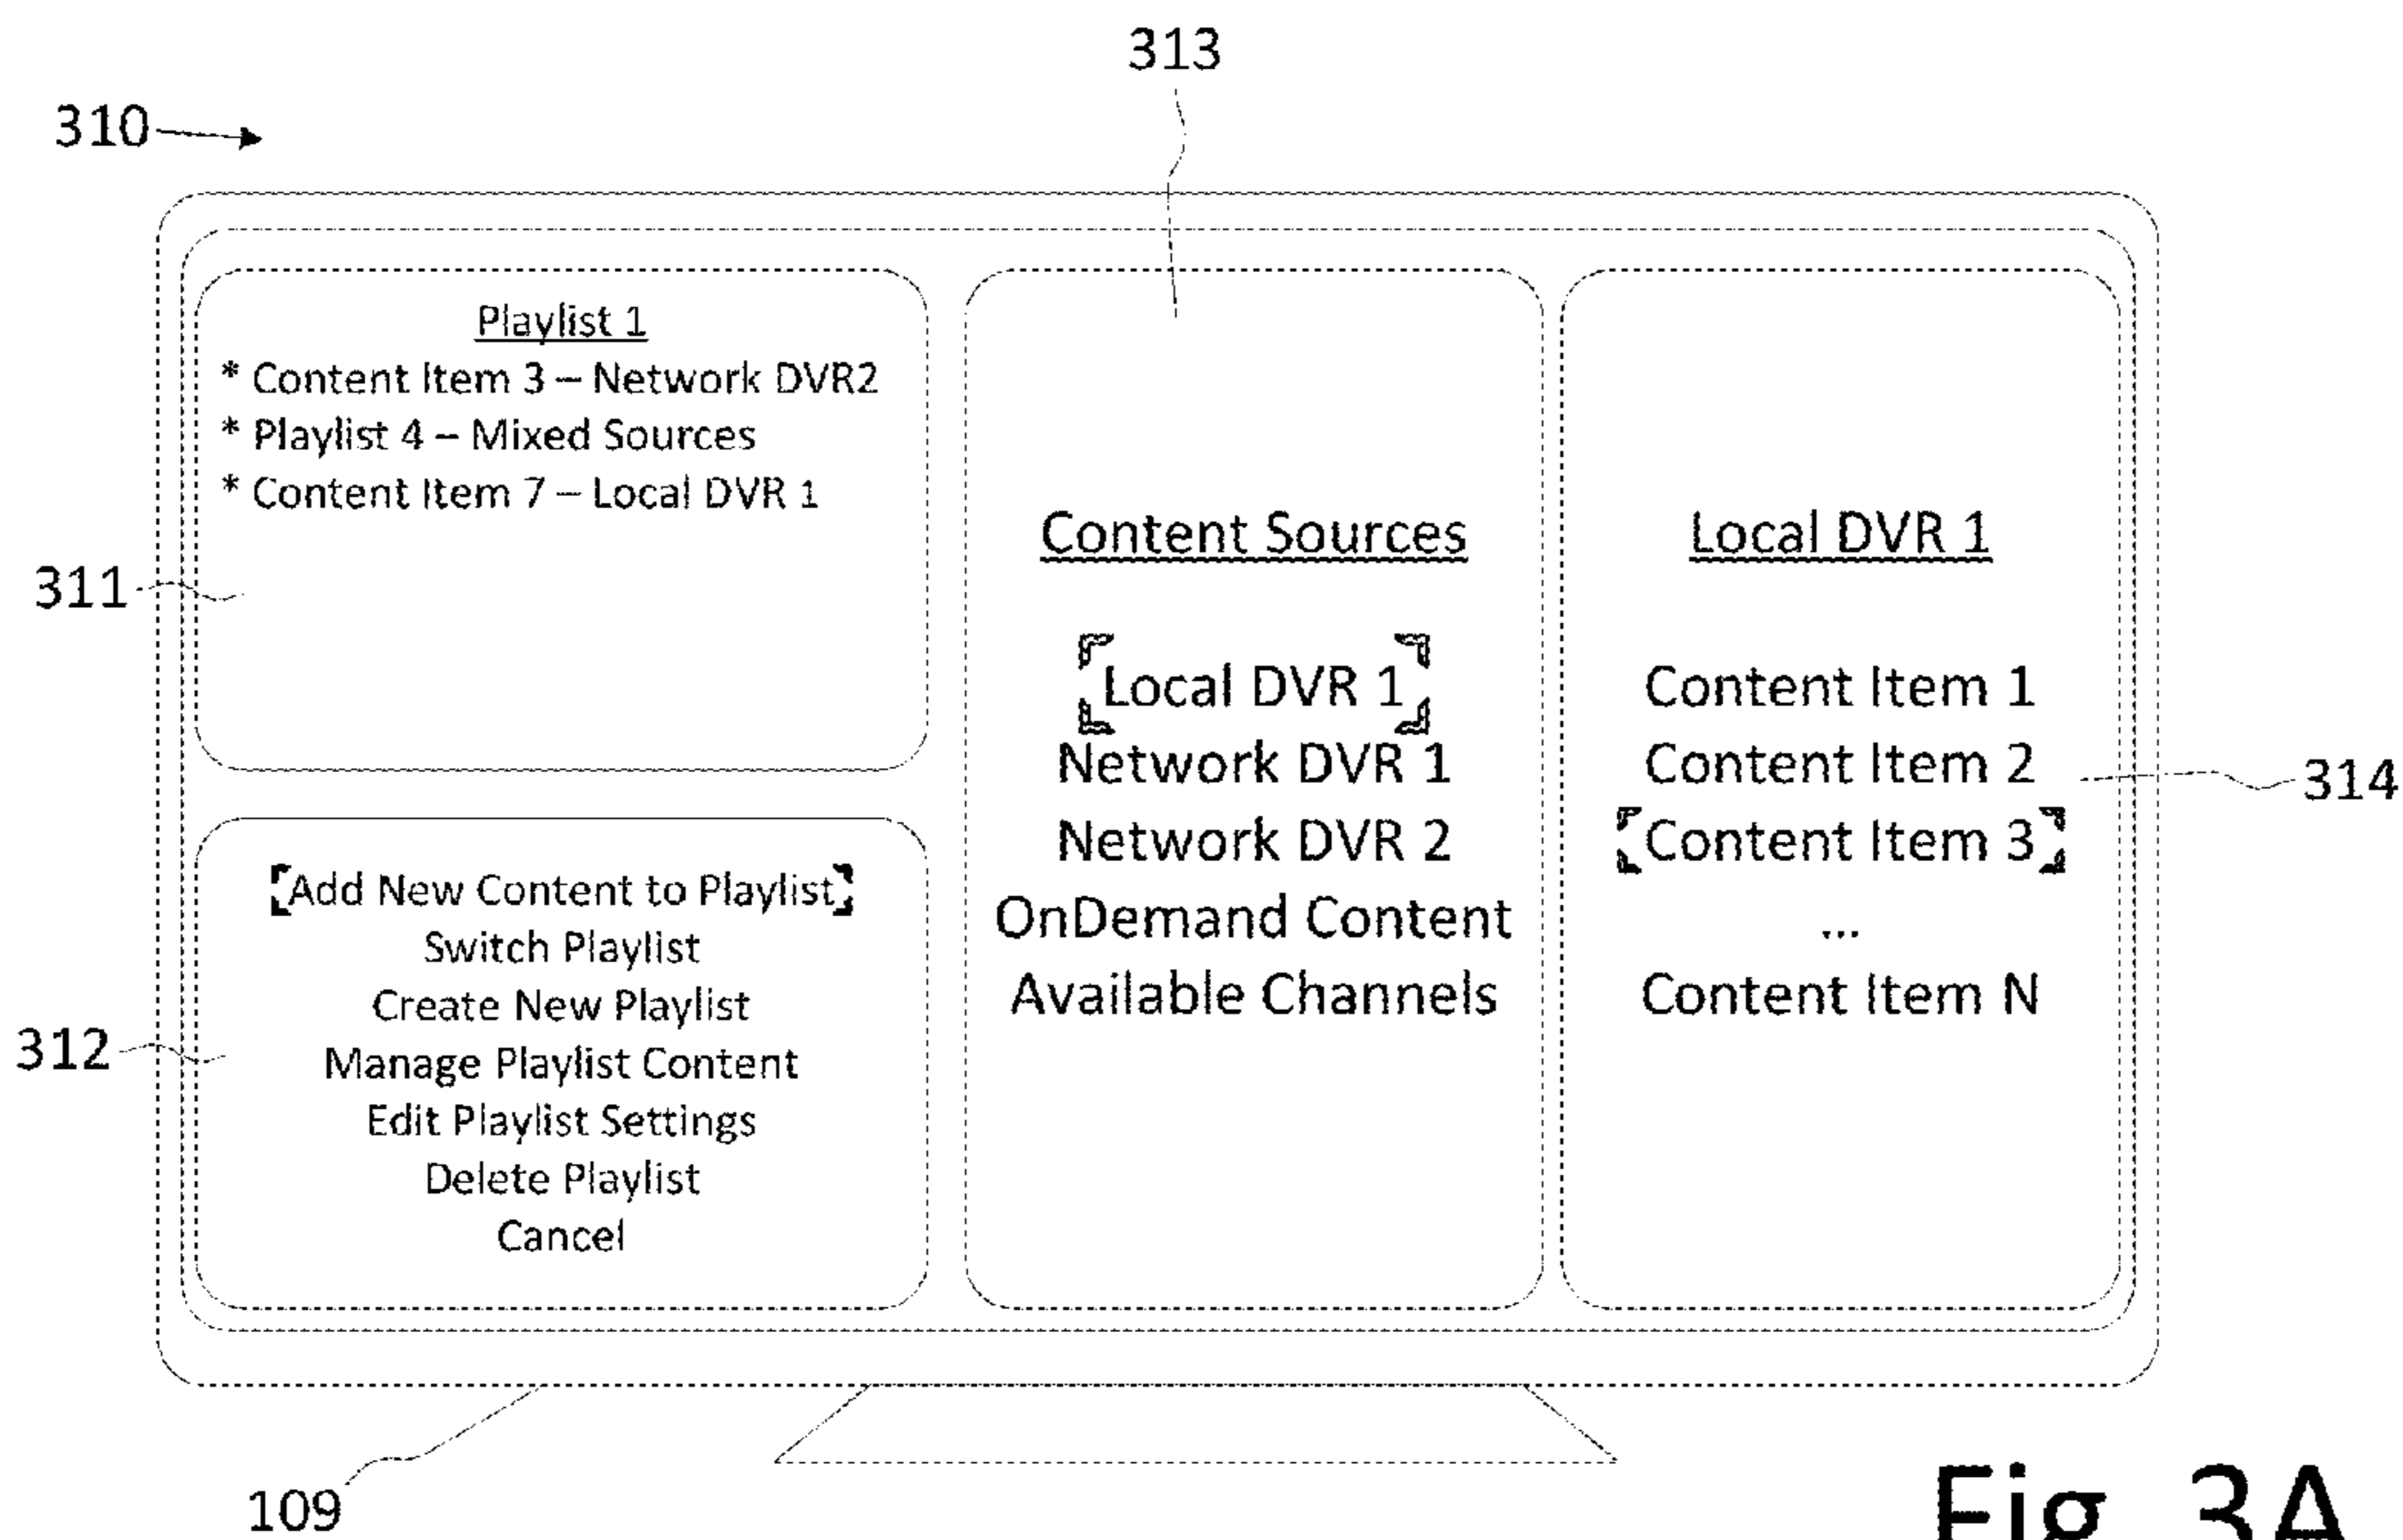 313
310
Playlist 1
* Content Item 3 – Network DVR2
* Playlist 4 – Mixed Sources
* Content Item 7 – Local DVR 1
311
Add New Content to Playlist
Switch Playlist
Create New Playlist
Manage Playlist Content
Edit Playlist Settings
Delete Playlist
Cancel
312
Content Sources
Local DVR 1
Network DVR 1
Network DVR 2
OnDemand Content
Available Channels
Local DVR 1
Content Item 1
Content Item 2
Content Item 3
...
Content Item N
314
109
Fig. 3A